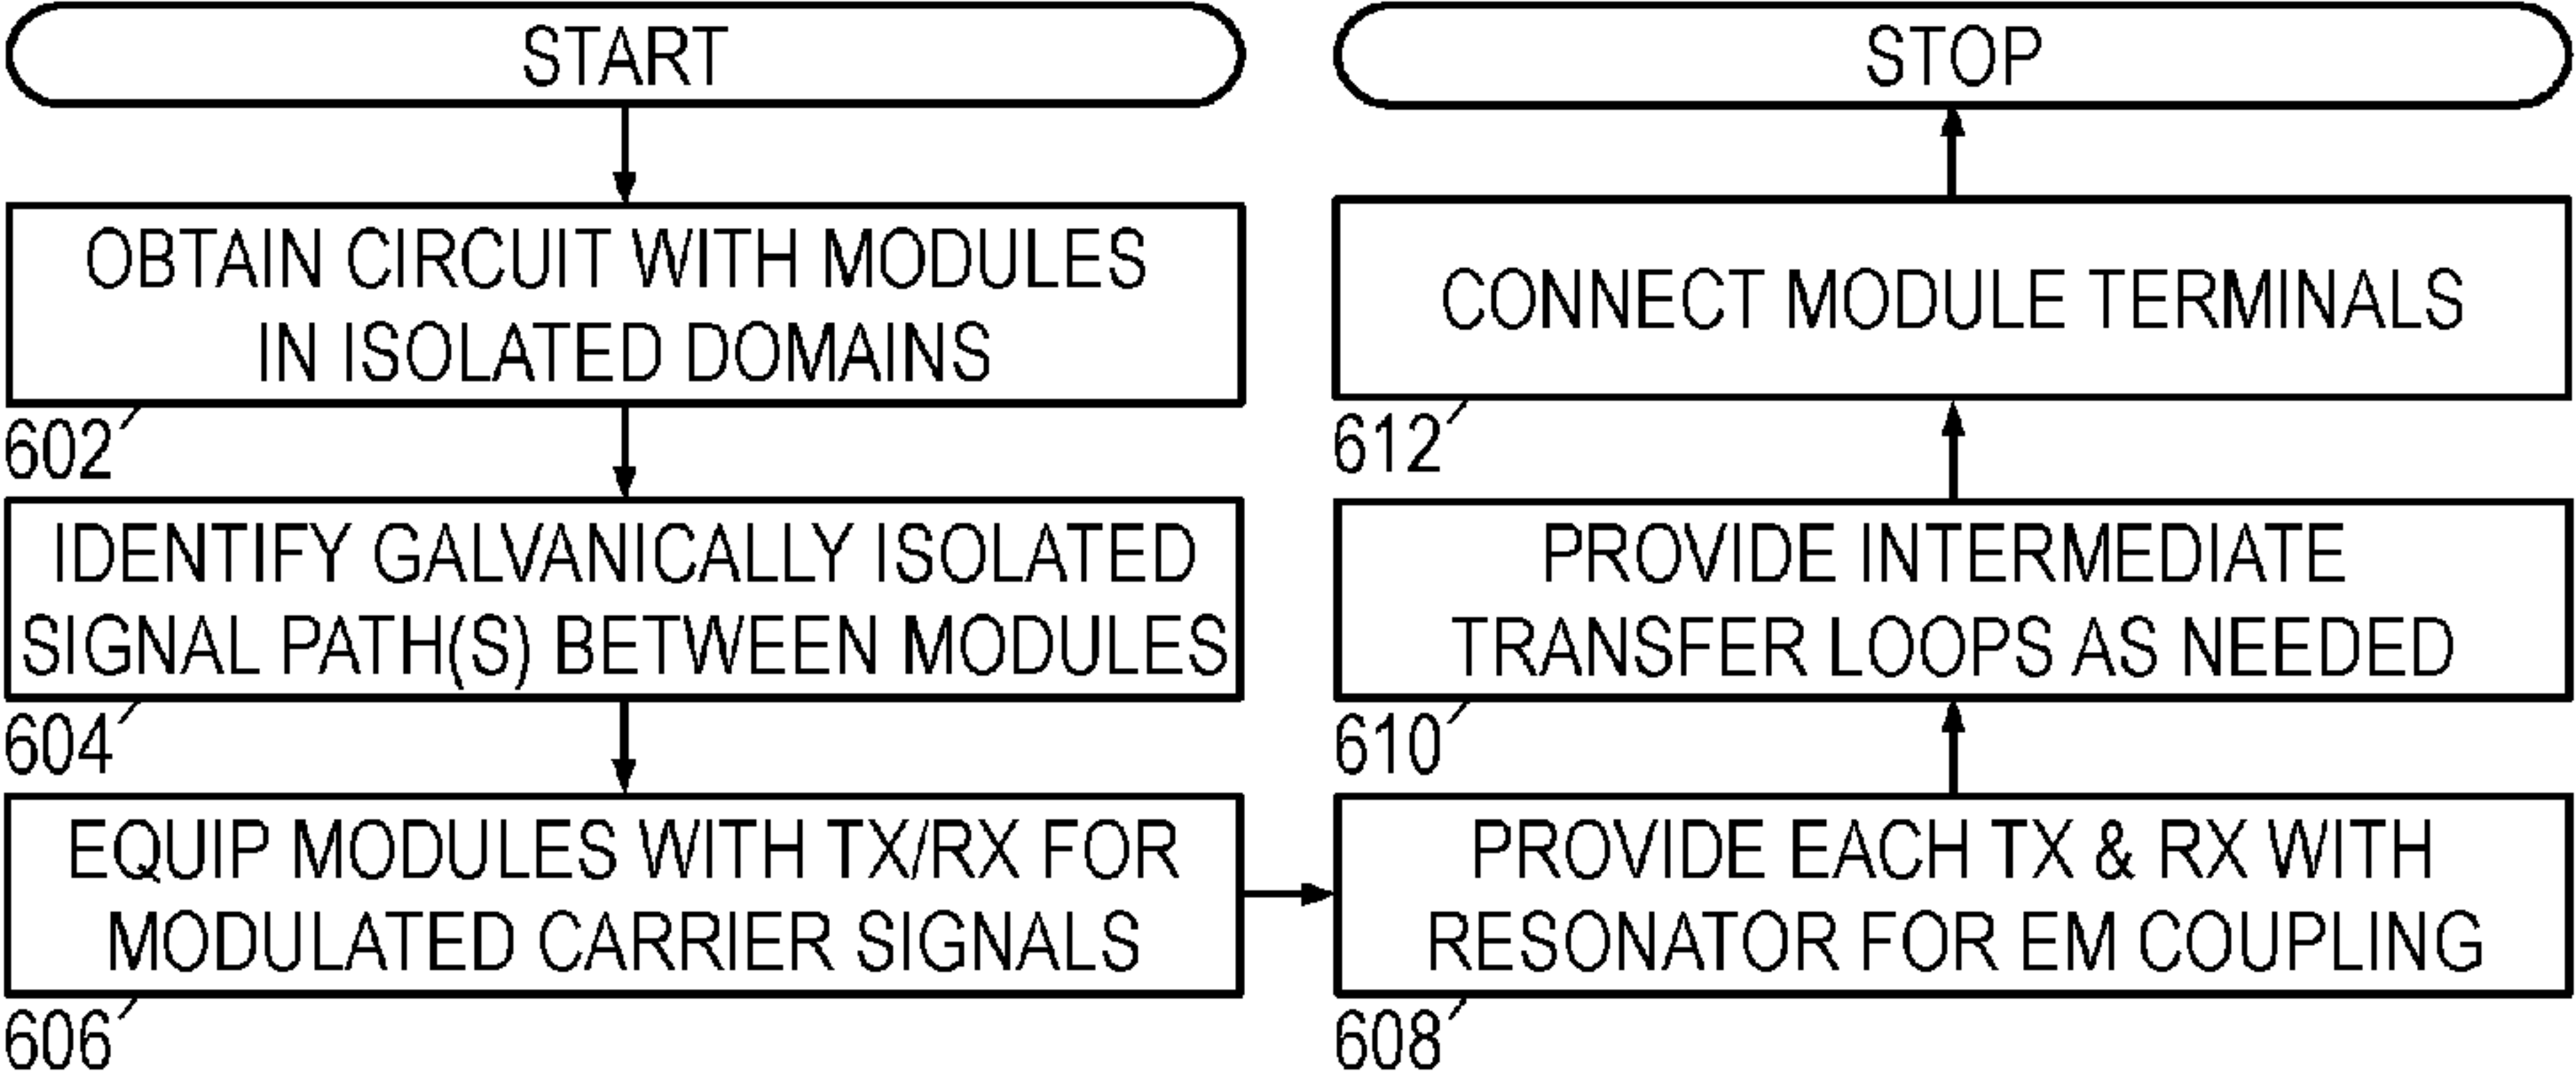 START
OBTAIN CIRCUIT WITH MODULES
IN ISOLATED DOMAINS
602
IDENTIFY GALVANICALLY ISOLATED
SIGNAL PATH(S) BETWEEN MODULES
604
EQUIP MODULES WITH TX/RX FOR
MODULATED CARRIER SIGNALS
606
PROVIDE EACH TX & RX WITH
RESONATOR FOR EM COUPLING
608
PROVIDE INTERMEDIATE
TRANSFER LOOPS AS NEEDED
610
CONNECT MODULE TERMINALS
612
STOP